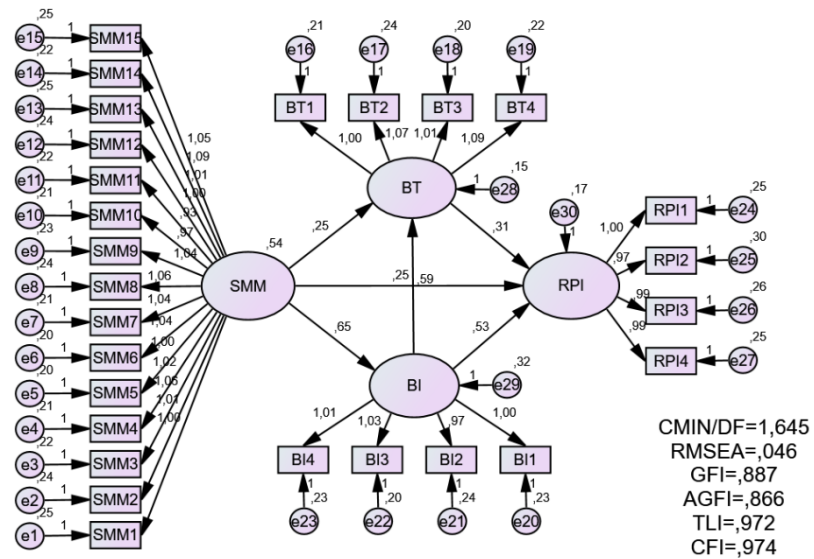 ,25
e15 1 SMM15
,22
e14 1 SMM14
,25
e13 1 SMM13
,24
e12 1 SMM12
,22
e11 1 SMM11
,21
e10 1 SMM10
,23
e9 1 SMM9
,24
e8 1 SMM8
,21
e7 1 SMM7
,20
e6 1 SMM6
,20
e5 1 SMM5
,21
e4 1 SMM4
,22
e3 1 SMM3
,24
e2 1 SMM2
,25
e1 1 SMM1
1,05
1,09
1,01
1,00
,93
,97
1,04
1,06
1,04
1,04
1,00
1,02
1,06
1,01
1,00
,54
SMM
,21 ,24 ,20 ,22
e16 e17 e18 e19
1 1 1 1
BT1 BT2 BT3 BT4
1,00 1,07 1,01 1,09
BT
1 e28 ,15
,25 ,31
,25 ,59
,65 ,53
,17
e30
1
RPI
1,00 RPI1 1 e24 ,25
,97 RPI2 1 e25 ,30
,99 RPI3 1 e26 ,26
,99 RPI4 1 e27 ,25
BI
1 e29 ,32
1,01 1,03 ,97 1,00
BI4 BI3 BI2 BI1
1 1 1 1
,23 ,20 ,24 ,23
e23 e22 e21 e20
CMIN/DF=1,645
RMSEA=,046
GFI=,887
AGFI=,866
TLI=,972
CFI=,974